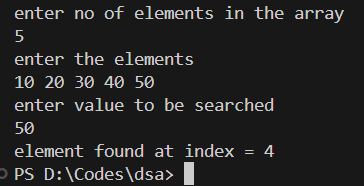 enter no of elements in the array
5
enter the elements
10 20 30 40 50
enter value to be searched
50
element found at index = 4
PS D:\Codes\dsa>